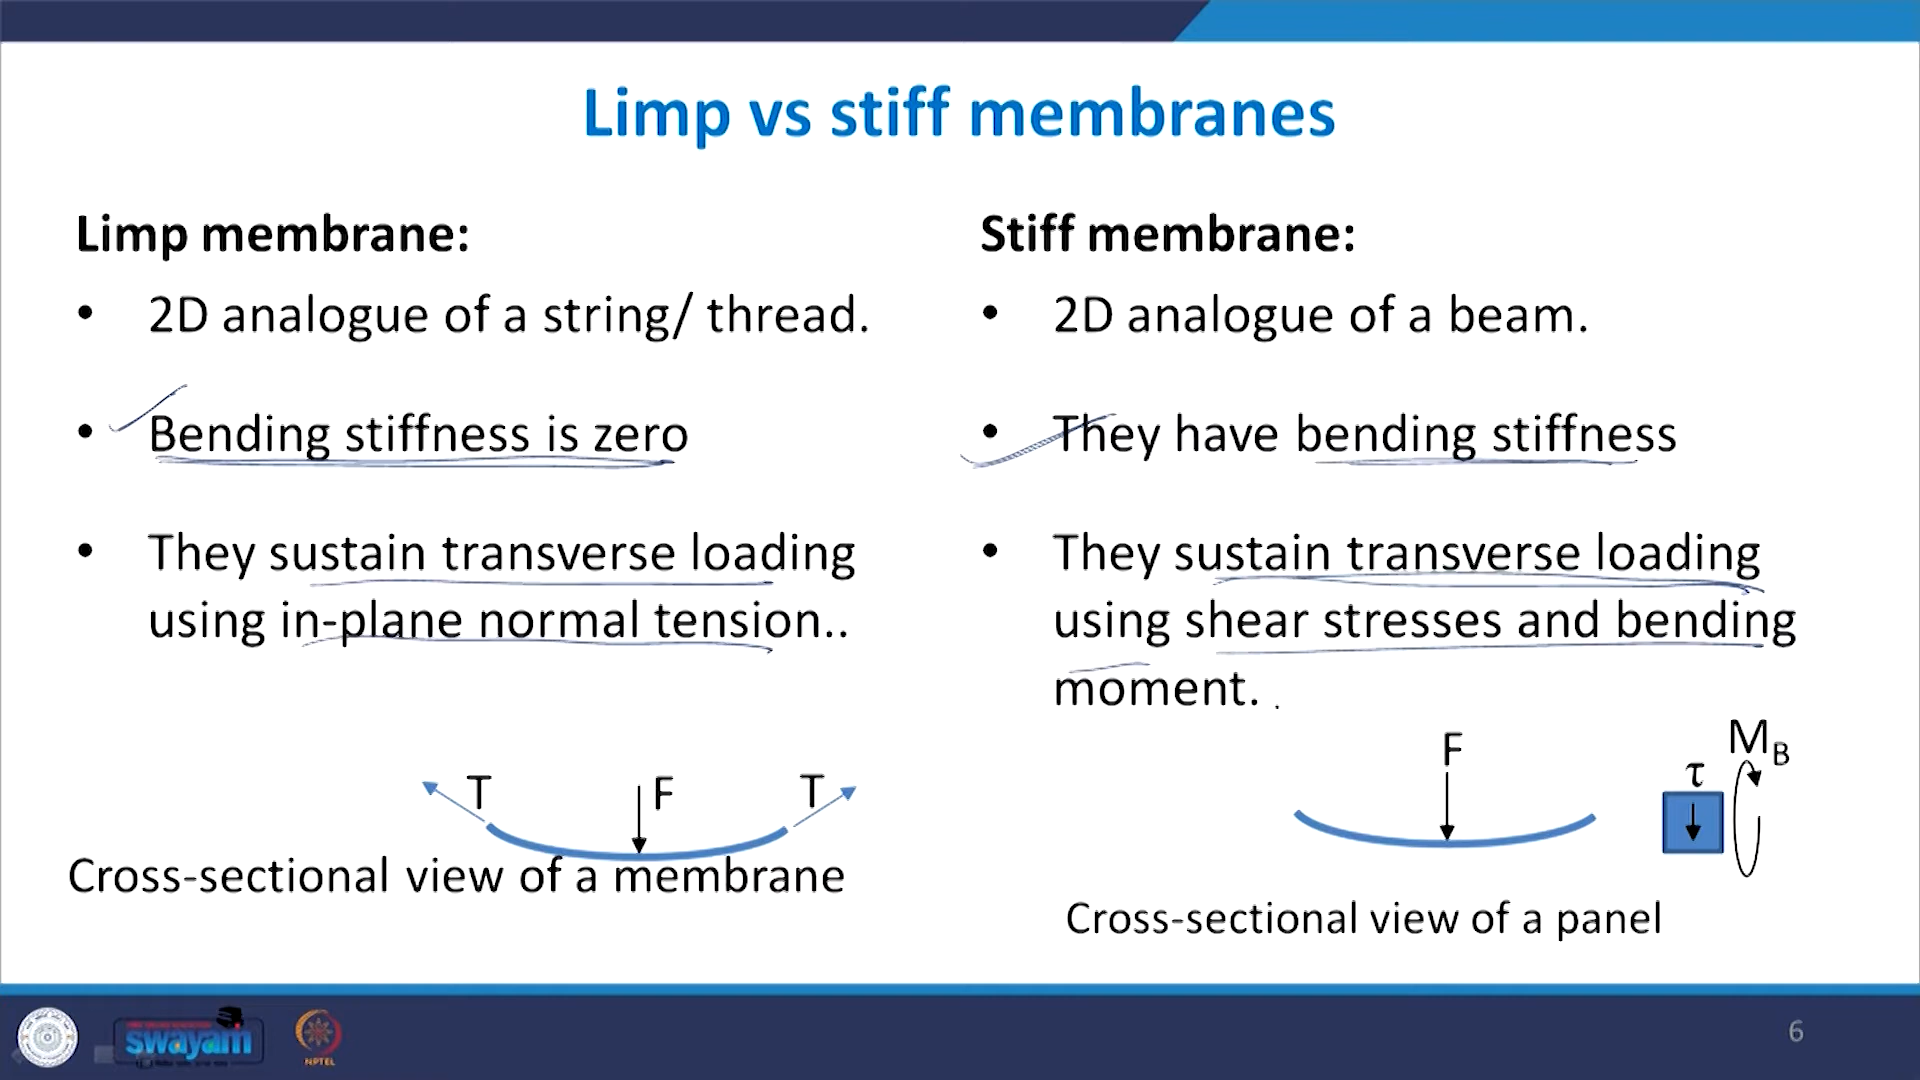 Limp vs stiff membranes
Limp membrane:
• 2D analogue of a string/ thread.
• Bending stiffness is zero
• They sustain transverse loading
using in-plane normal tension..
T F T
Cross-sectional view of a membrane
Stiff membrane:
• 2D analogue of a beam.
• They have bending stiffness
• They sustain transverse loading
using shear stresses and bending
moment.
F τ M_B
Cross-sectional view of a panel
swayam
NPTEL
6